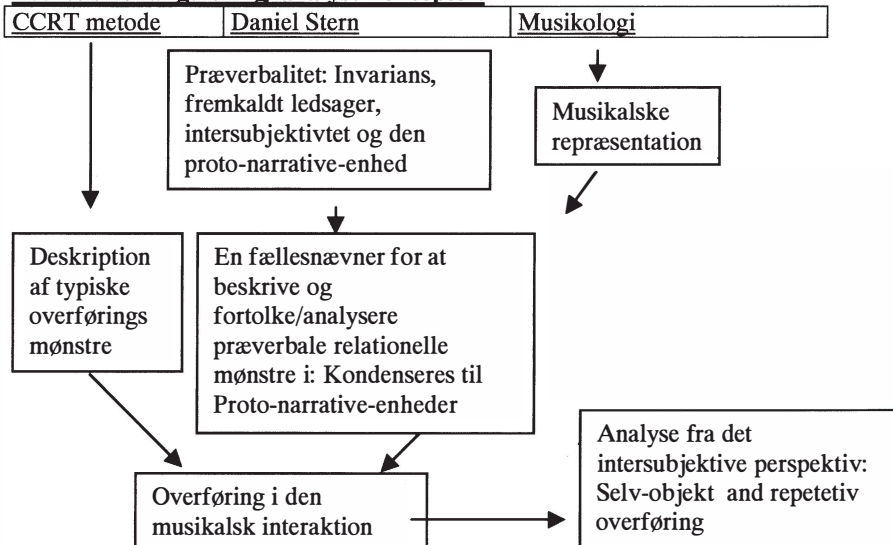 CCRT metode Daniel Stern Musikologi
Præverbalitet: Invarians,
fremkaldt ledsager,
intersubjektivtet og den
proto-narrative-enhed
Musikalske
repræsentation
Deskription
af typiske
overførings
mønstre
En fællesnævner for at
beskrive og
fortolke/analysere
præverbale relationelle
mønstre i: Kondenseres til
Proto-narrative-enheder
Overføring i den
musikalsk interaktion
Analyse fra det
intersubjektive perspektiv:
Selv-objekt and repetetiv
overføring